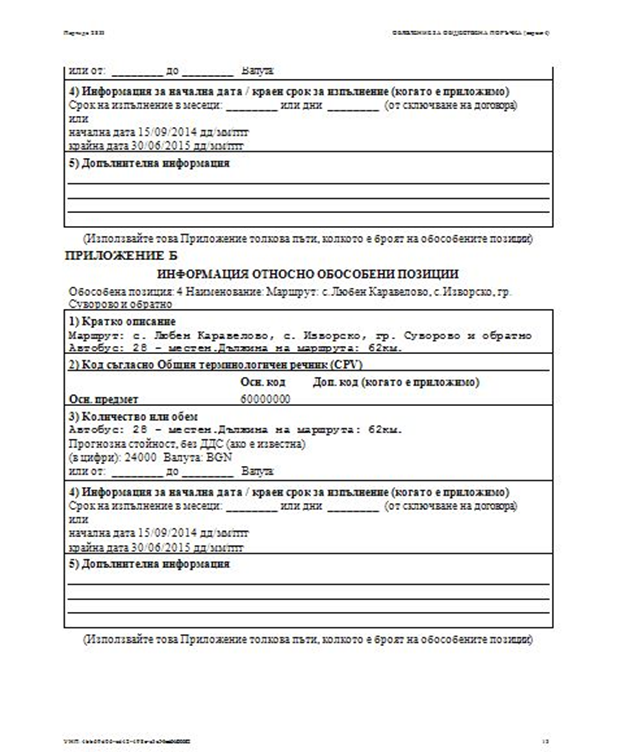 Партида 2333
ОБЯВЛЕНИЕ ЗА ОБЩЕСТВЕНА ПОРЪЧКА
или от: ________ до ________ Валута:
4) Информация за начална дата / краен срок за изпълнение (когато е приложимо)
Срок на изпълнение в месеци: ________ или дни ________ (от сключване на договора)
или
начална дата 15/09/2014 дд/мм/гггг
крайна дата 30/06/2015 дд/мм/гггг
5) Допълнителна информация
(Използвайте това Приложение толкова пъти, колкото е броят на обособените позиции)
ПРИЛОЖЕНИЕ Б
ИНФОРМАЦИЯ ОТНОСНО ОБОСОБЕНИ ПОЗИЦИИ
Обособена позиция: 4 Наименование: Маршрут: с. Любен Каравелово, с. Изворско, гр.
Суворово и обратно
1) Кратко описание
Маршрут: с. Любен Каравелово, с. Изворско, гр. Суворово и обратно
Автобус: 28 – местен.Дължина на маршрута: 62км.
2) Код съгласно Общия терминологичен речник (CPV)
Осн. код Доп. код (когато е приложимо)
Осн. предмет 60000000
3) Количество или обем
Автобус: 28 – местен.Дължина на маршрута: 62км.
Прогнозна стойност, без ДДС (ако е известна)
(в цифри): 24000 Валута: BGN
или от: ________ до ________ Валута:
4) Информация за начална дата / краен срок за изпълнение (когато е приложимо)
Срок на изпълнение в месеци: ________ или дни ________ (от сключване на договора)
или
начална дата 15/09/2014 дд/мм/гггг
крайна дата 30/06/2015 дд/мм/гггг
5) Допълнителна информация
(Използвайте това Приложение толкова пъти, колкото е броят на обособените позиции)
УНП: